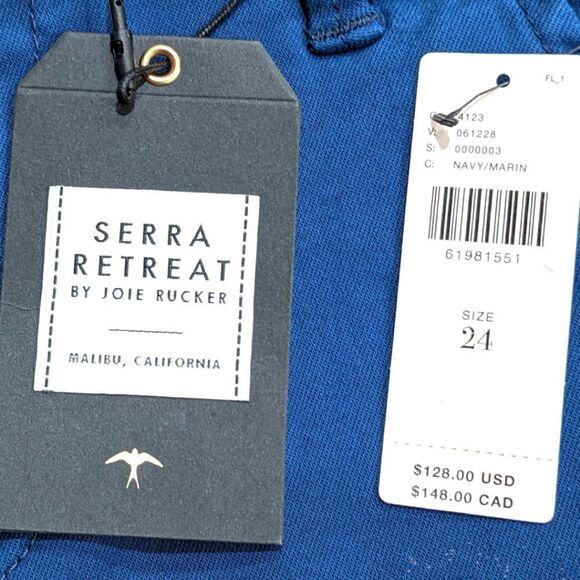 SERRA
RETREAT
BY JOIE RUCKER
MALIBU, CALIFORNIA
FL_1
4123
V: 061228
S: 0000003
C: NAVY/MARIN
61981551
SIZE
24
$128.00 USD
$148.00 CAD